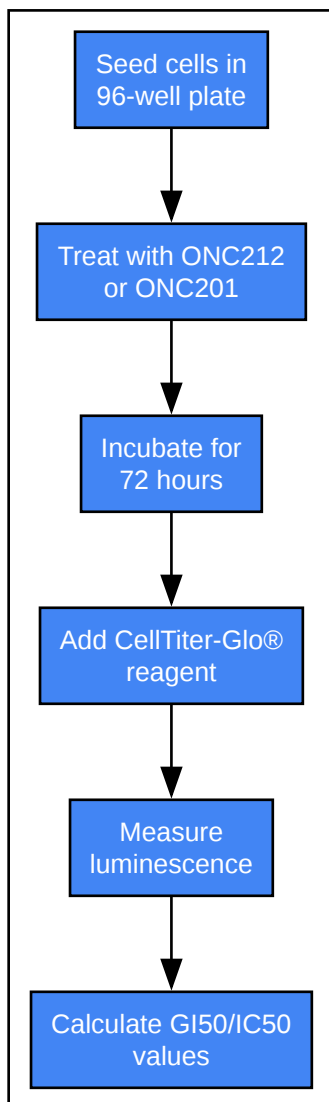 Seed cells in
96-well plate
Treat with ONC212
or ONC201
Incubate for
72 hours
Add CellTiter-Glo®
reagent
Measure
luminescence
Calculate GI50/IC50
values